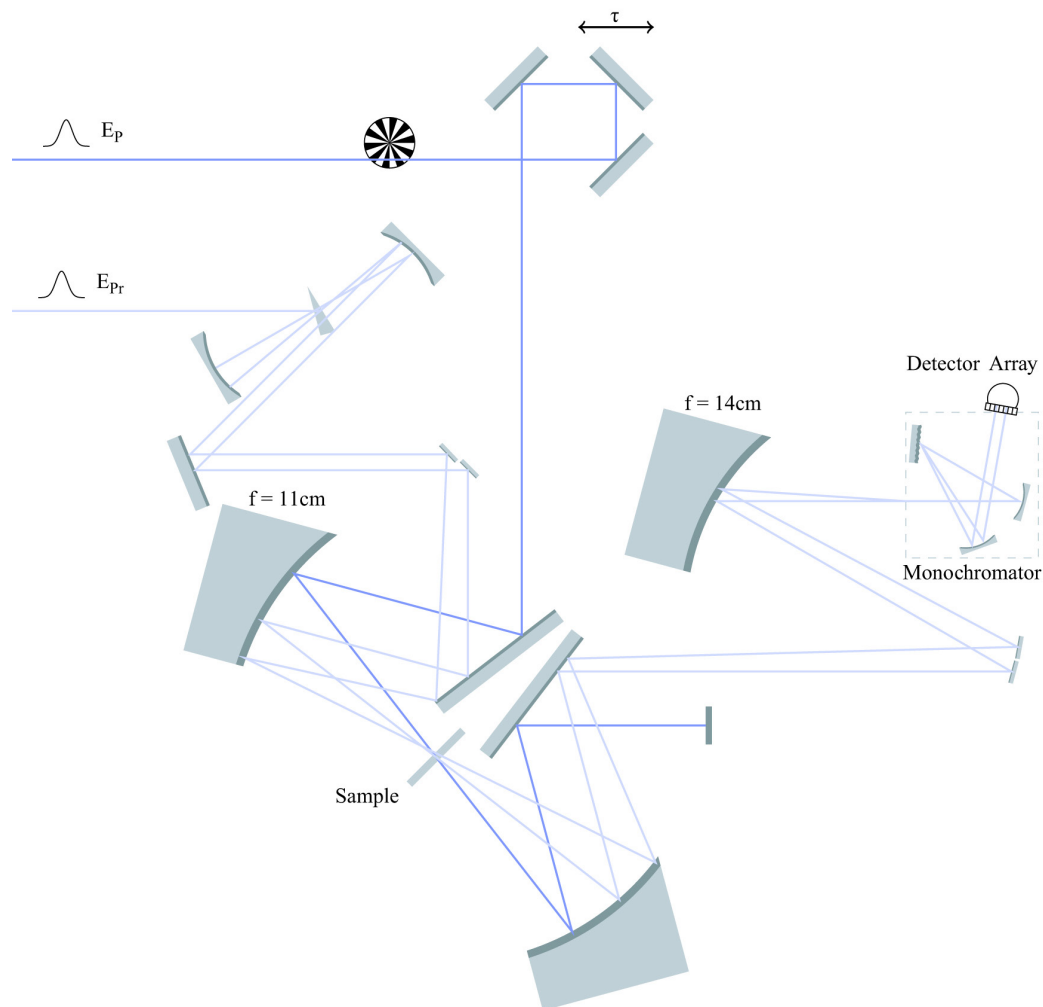 τ
E_P
E_Pr
Detector Array
f = 14cm
f = 11cm
Monochromator
Sample